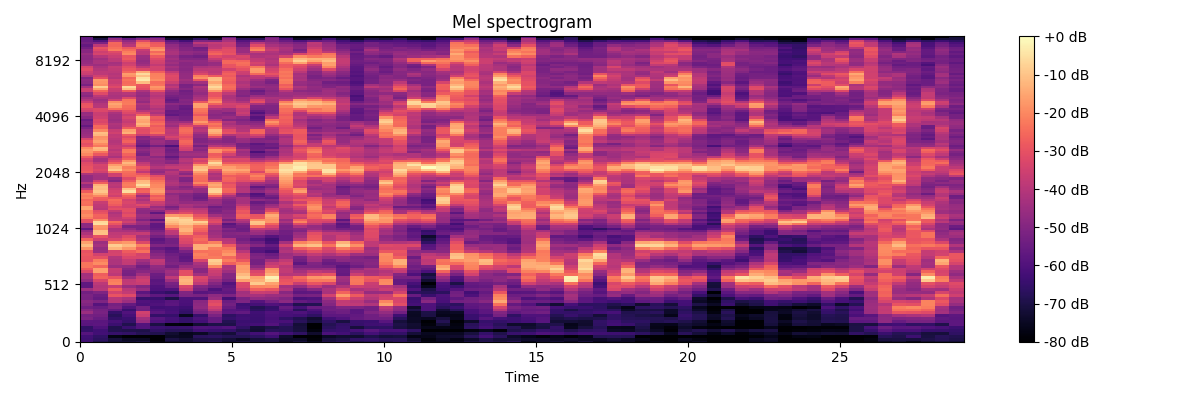 Mel spectrogram
Hz
8192
4096
2048
1024
512
0
0 5 10 15 20 25
Time
+0 dB
-10 dB
-20 dB
-30 dB
-40 dB
-50 dB
-60 dB
-70 dB
-80 dB